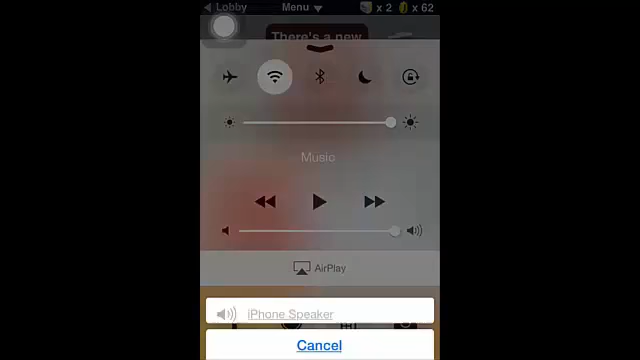 Lobby Menu x 2 x 62
There's a new
Music
AirPlay
iPhone Speaker
Cancel